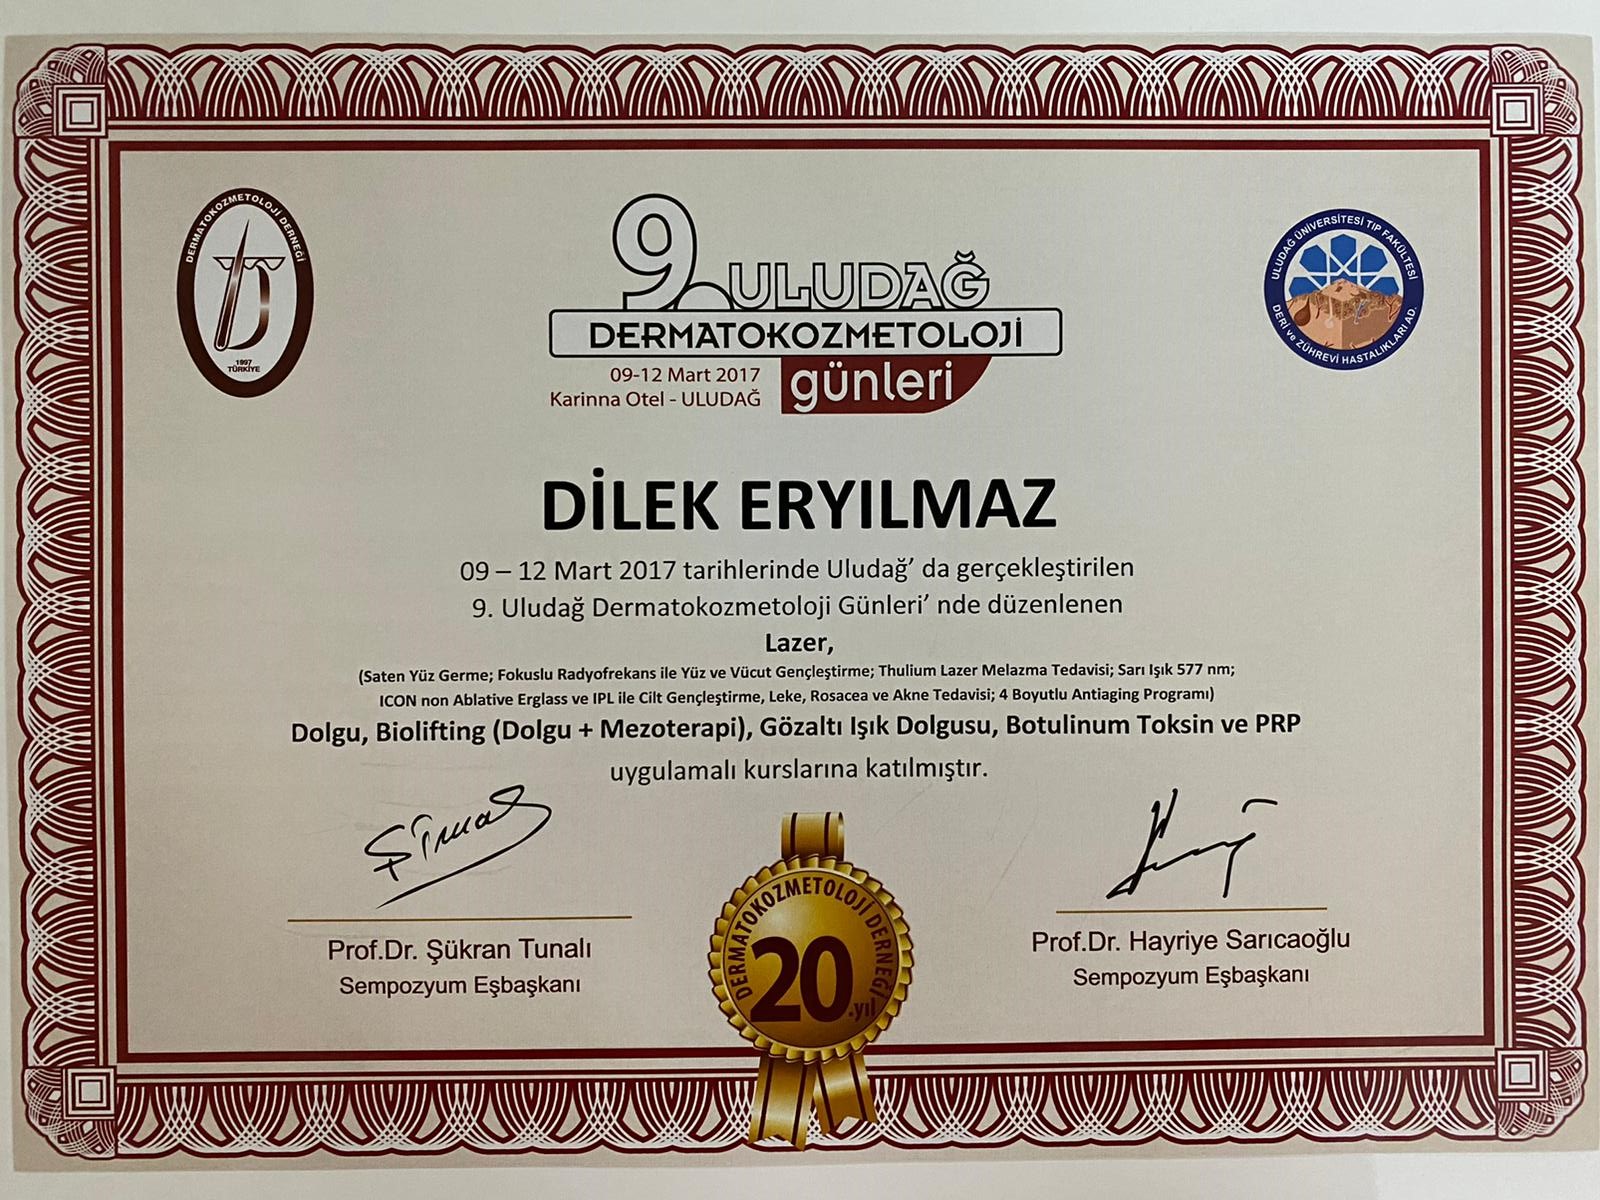 DERMATOKOZMETOLOJİ DERNEĞİ
1997
TÜRKİYE
9. ULUDAĞ
DERMATOKOZMETOLOJİ
günleri
09-12 Mart 2017
Karinna Otel - ULUDAĞ
ULUDAĞ ÜNİVERSİTESİ TIP FAKÜLTESİ
DERİ ve ZÜHREVİ HASTALIKLARI AD.
DİLEK ERYILMAZ
09 – 12 Mart 2017 tarihlerinde Uludağ’ da gerçekleştirilen
9. Uludağ Dermatokozmetoloji Günleri’ nde düzenlenen
Lazer,
(Saten Yüz Germe; Fokuslu Radyofrekans ile Yüz ve Vücut Gençleştirme; Thulium Lazer Melazma Tedavisi; Sarı Işık 577 nm;
ICON non Ablative Erglass ve IPL ile Cilt Gençleştirme, Leke, Rosacea ve Akne Tedavisi; 4 Boyutlu Antiaging Programı)
Dolgu, Biolifting (Dolgu + Mezoterapi), Gözaltı Işık Dolgusu, Botulinum Toksin ve PRP
uygulamalı kurslarına katılmıştır.
Prof.Dr. Şükran Tunalı
Sempozyum Eşbaşkanı
DERMATOKOZMETOLOJİ DERNEĞİ
20.yıl
Prof.Dr. Hayriye Sarıcaoğlu
Sempozyum Eşbaşkanı